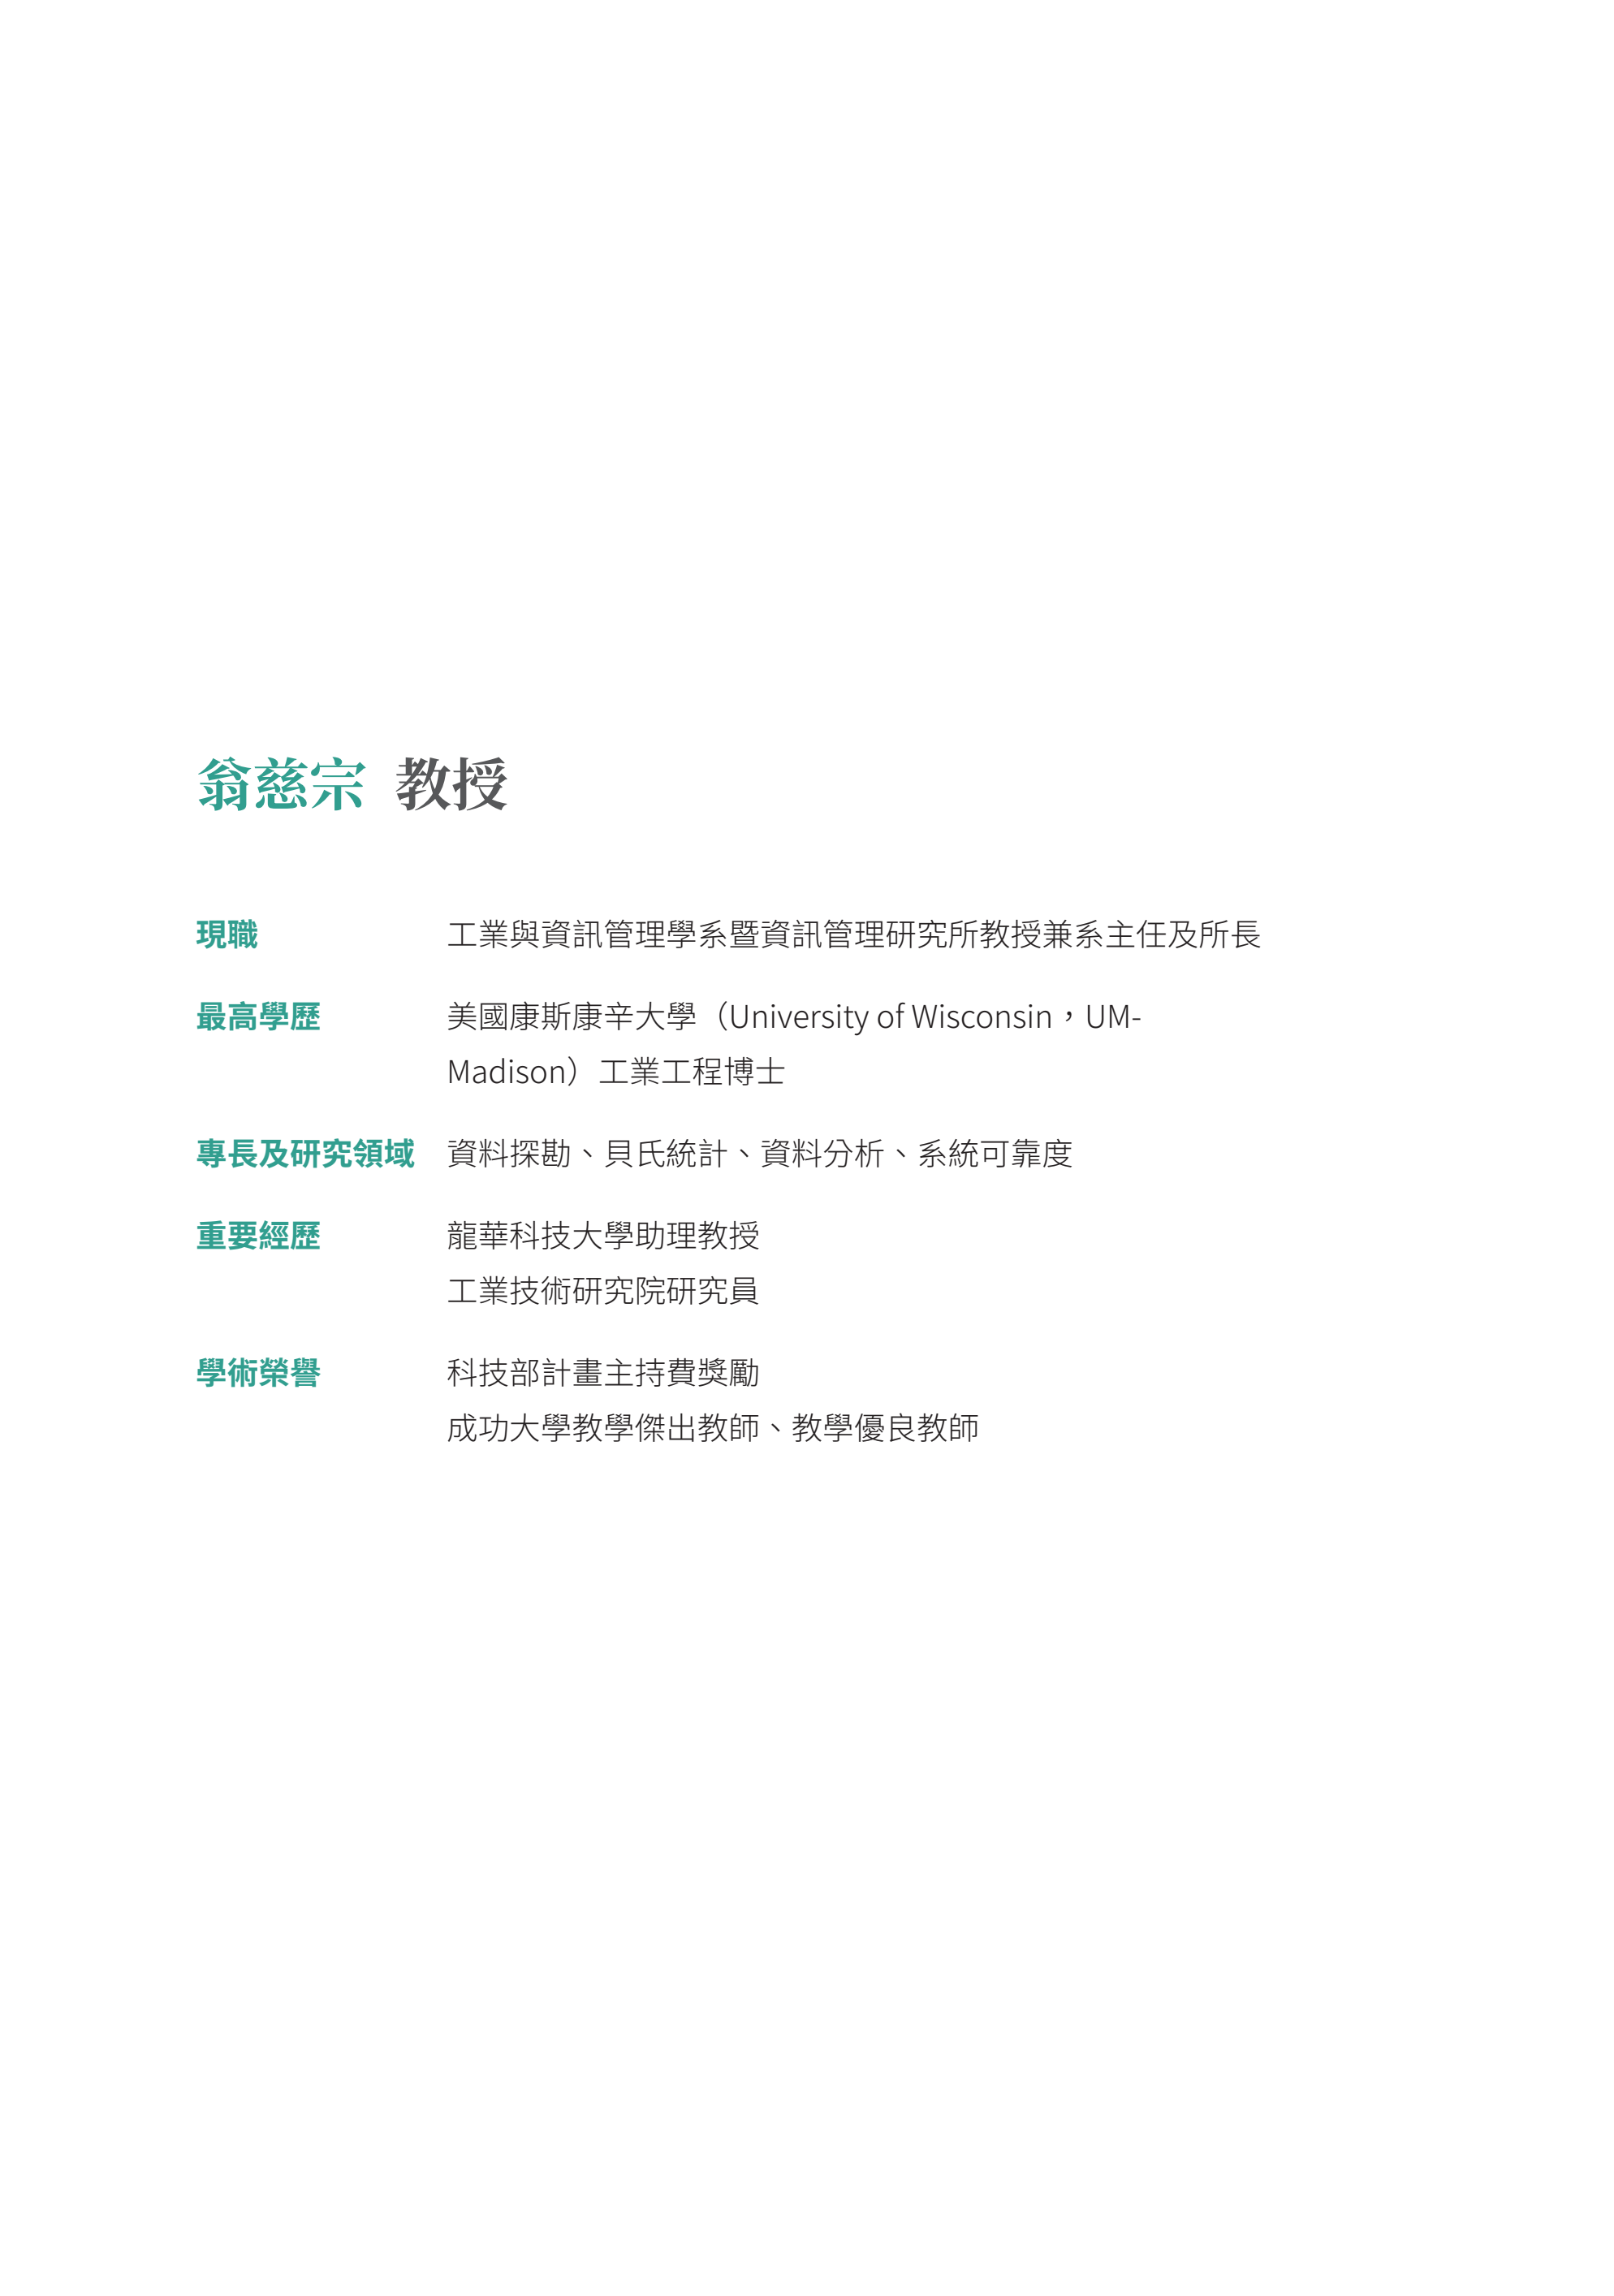 翁慈宗 教授
現職 工業與資訊管理學系暨資訊管理研究所教授兼系主任及所長
最高學歷 美國康斯康辛大學（University of Wisconsin，UM-
Madison）工業工程博士
專長及研究領域 資料探勘、貝氏統計、資料分析、系統可靠度
重要經歷 龍華科技大學助理教授
工業技術研究院研究員
學術榮譽 科技部計畫主持費獎勵
成功大學教學傑出教師、教學優良教師